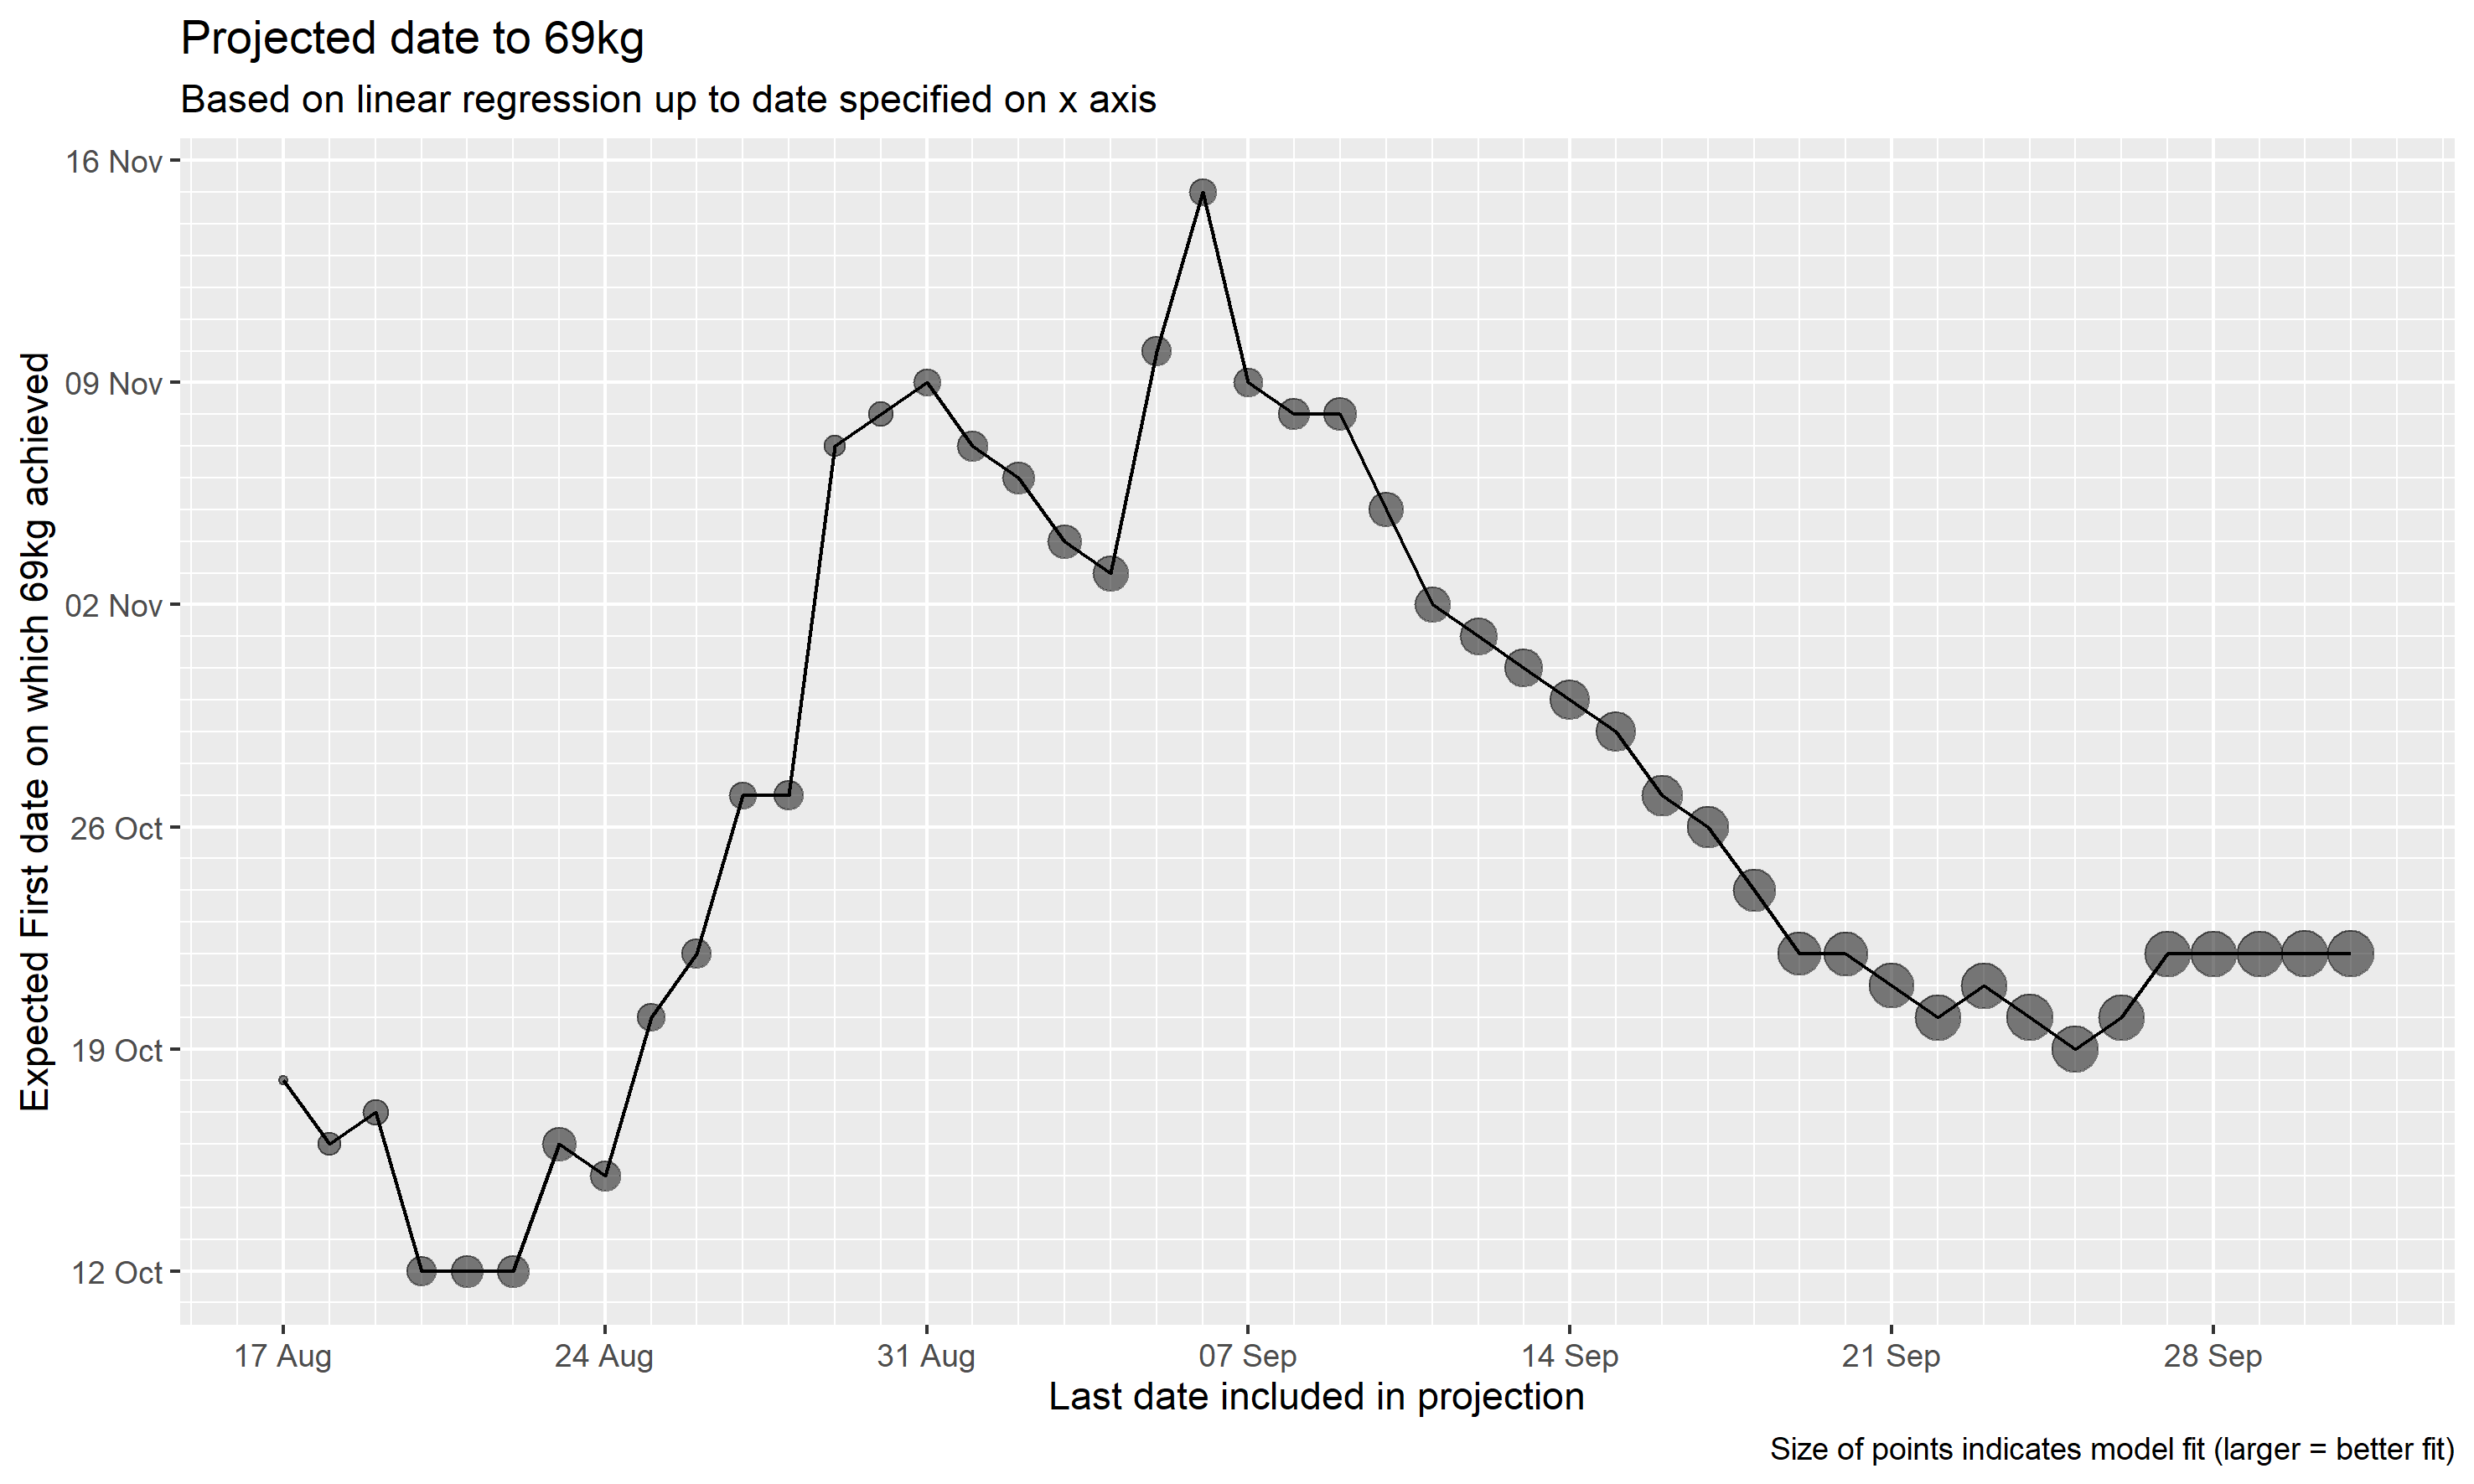 Projected date to 69kg
Based on linear regression up to date specified on x axis
Expected First date on which 69kg achieved
16 Nov
09 Nov
02 Nov
26 Oct
19 Oct
12 Oct
17 Aug
24 Aug
31 Aug
07 Sep
14 Sep
21 Sep
28 Sep
Last date included in projection
Size of points indicates model fit (larger = better fit)